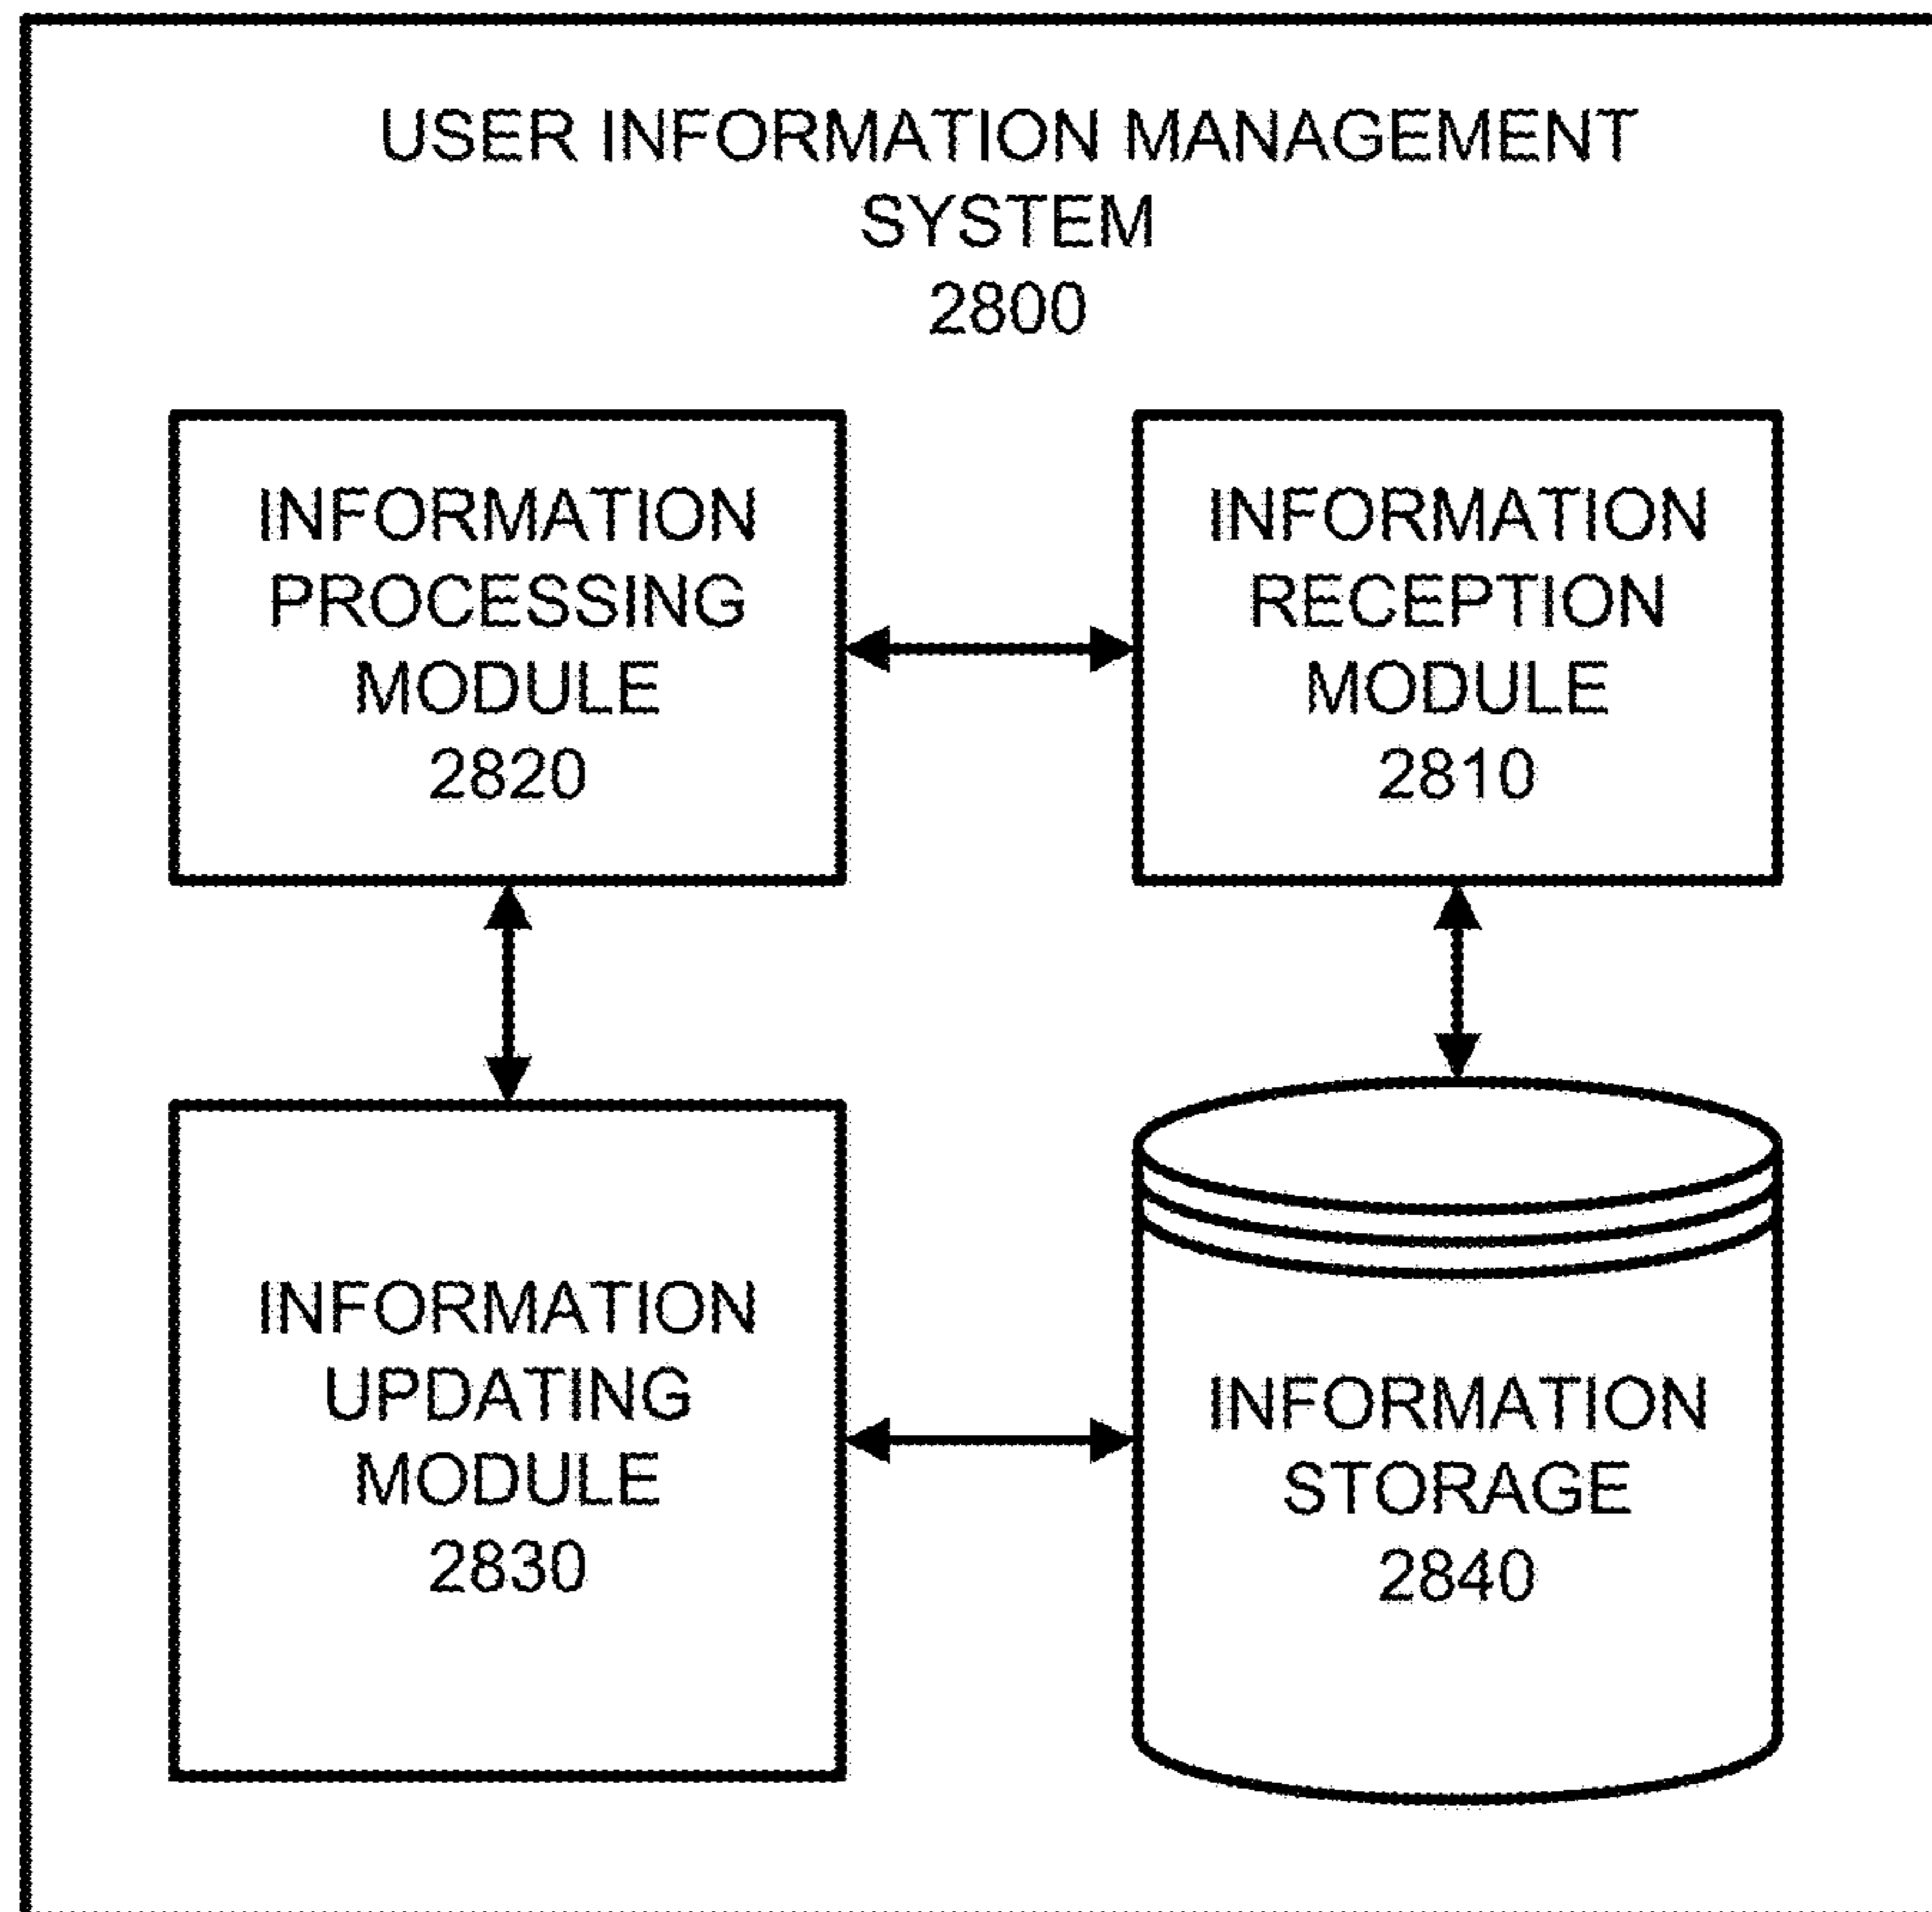 USER INFORMATION MANAGEMENT
SYSTEM
2800
INFORMATION
PROCESSING
MODULE
2820
INFORMATION
RECEPTION
MODULE
2810
INFORMATION
UPDATING
MODULE
2830
INFORMATION
STORAGE
2840